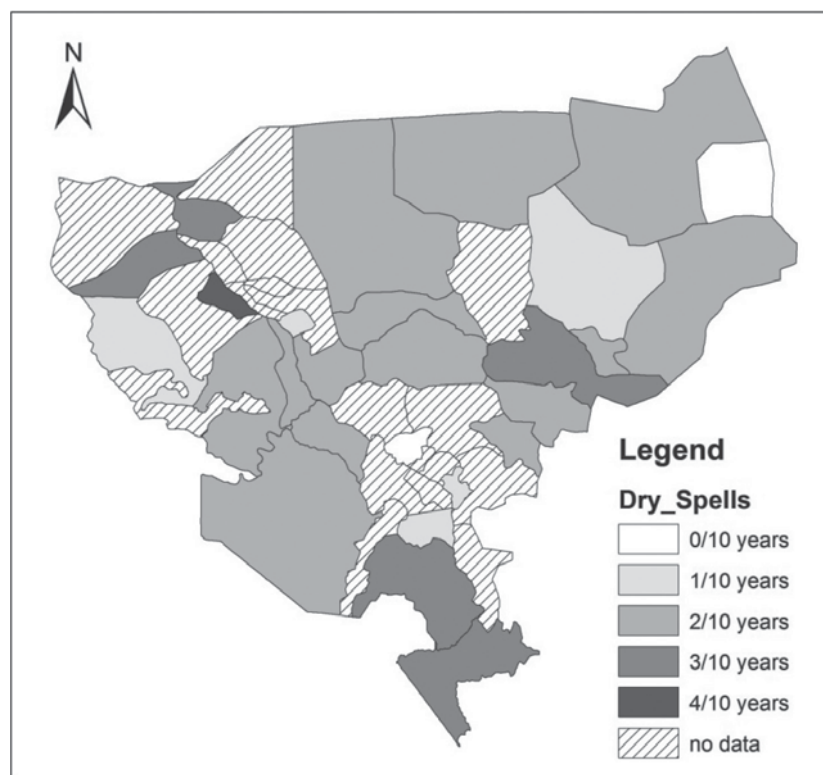 N
Legend
Dry_Spells
0/10 years
1/10 years
2/10 years
3/10 years
4/10 years
no data